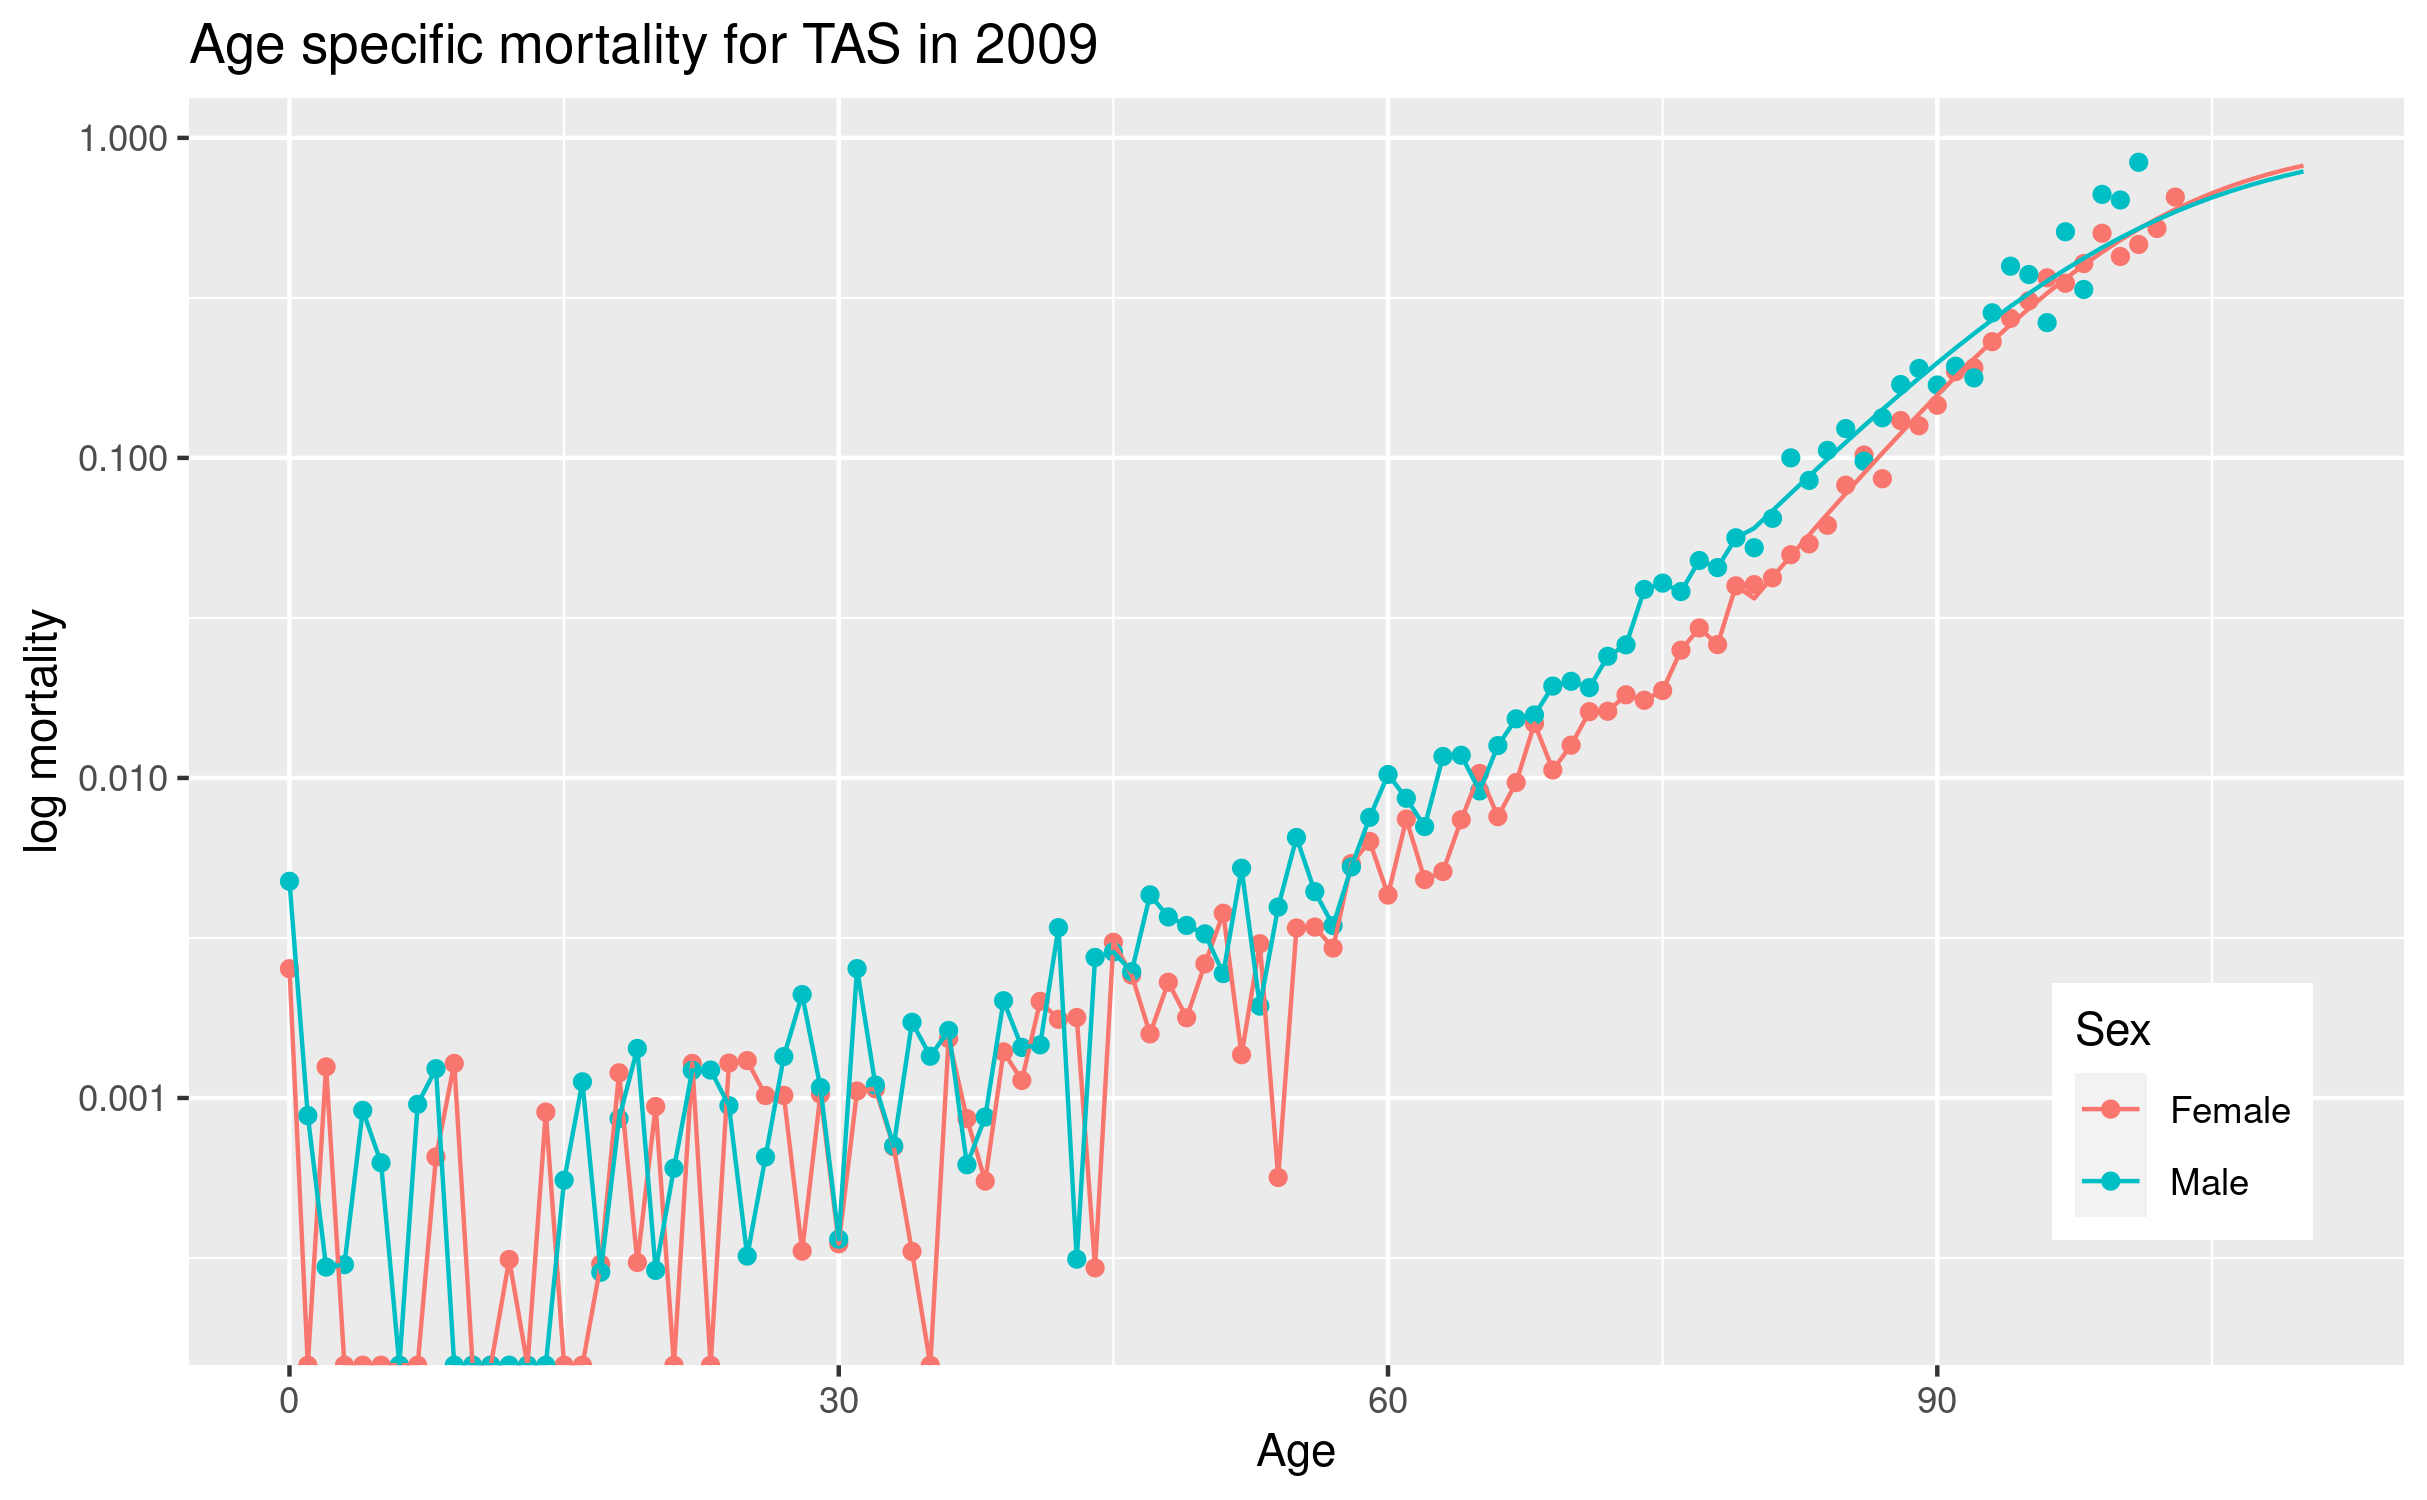 Age specific mortality for TAS in 2009
1.000
0.100
0.010
0.001
log mortality
0 30 60 90
Age
Sex
Female
Male